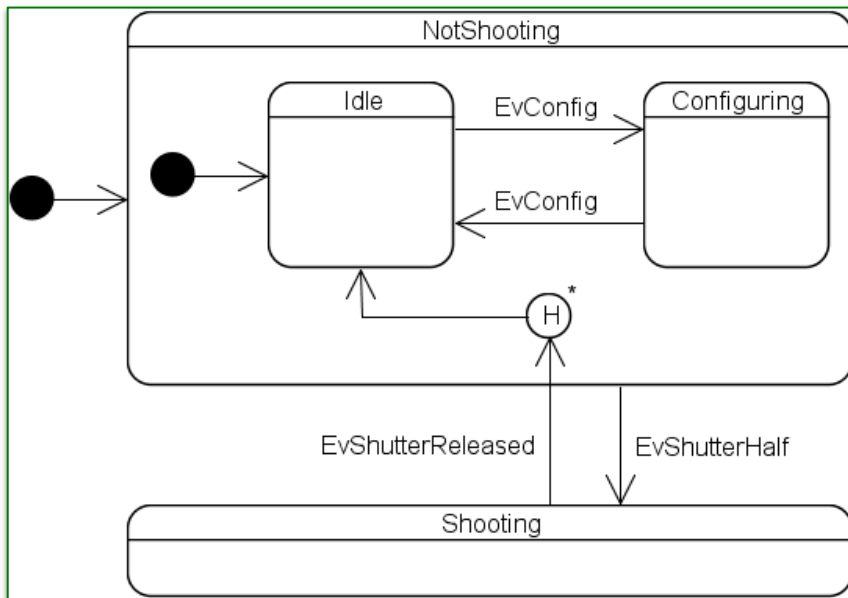 NotShooting
Idle
EvConfig
Configuring
EvConfig
H
*
EvShutterReleased
EvShutterHalf
Shooting